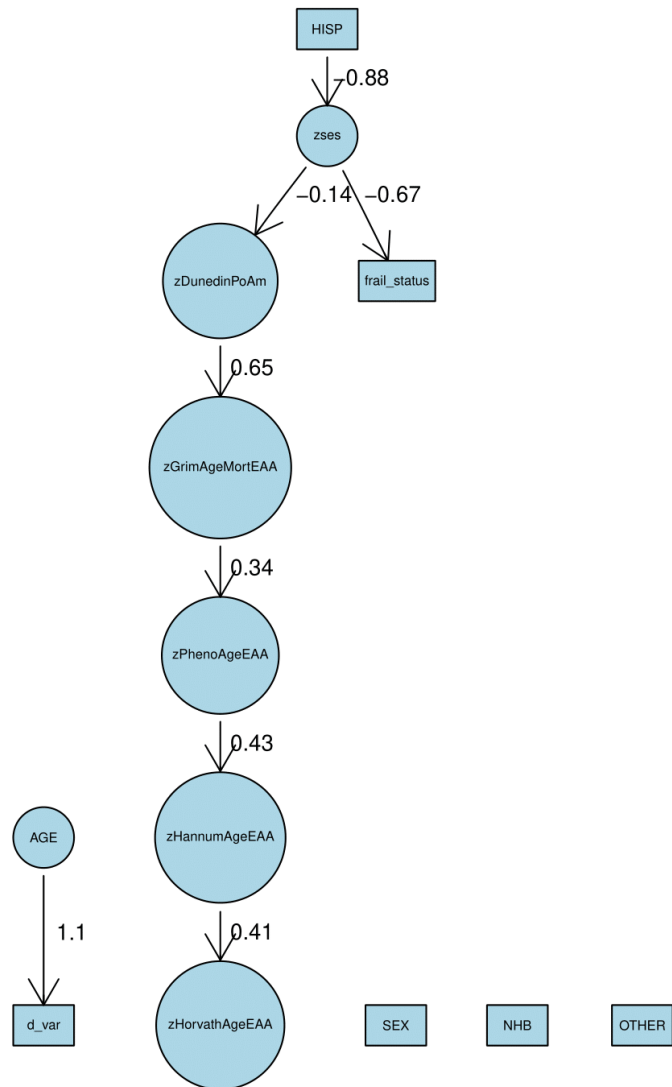 HISP
−0.88
zses
−0.14
−0.67
zDunedinPoAm
frail_status
0.65
zGrimAgeMortEAA
0.34
zPhenoAgeEAA
0.43
AGE
zHannumAgeEAA
1.1
0.41
d_var
zHorvathAgeEAA
SEX
NHB
OTHER